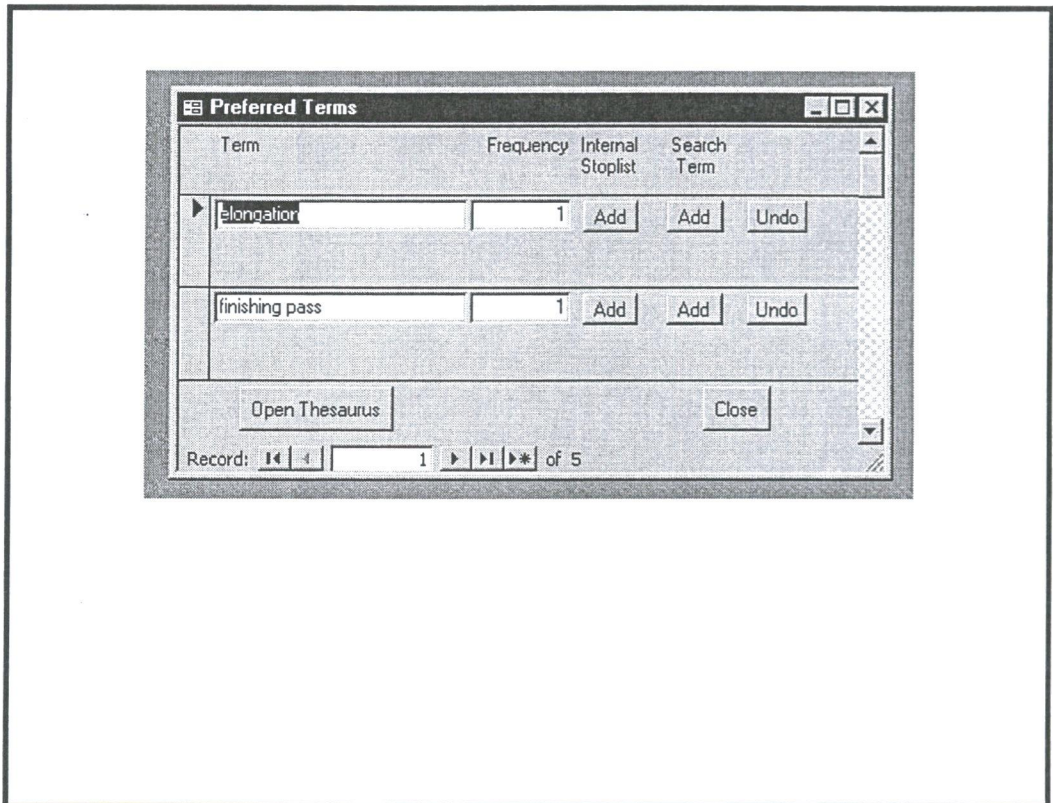 Preferred Terms
Term Frequency Internal Stoplist Search Term
elongation 1 Add Add Undo
finishing pass 1 Add Add Undo
Open Thesaurus Close
Record: 1 of 5